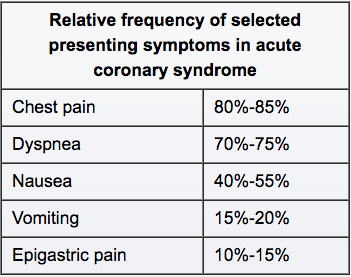 Relative frequency of selected
presenting symptoms in acute
coronary syndrome
Chest pain 80%-85%
Dyspnea 70%-75%
Nausea 40%-55%
Vomiting 15%-20%
Epigastric pain 10%-15%